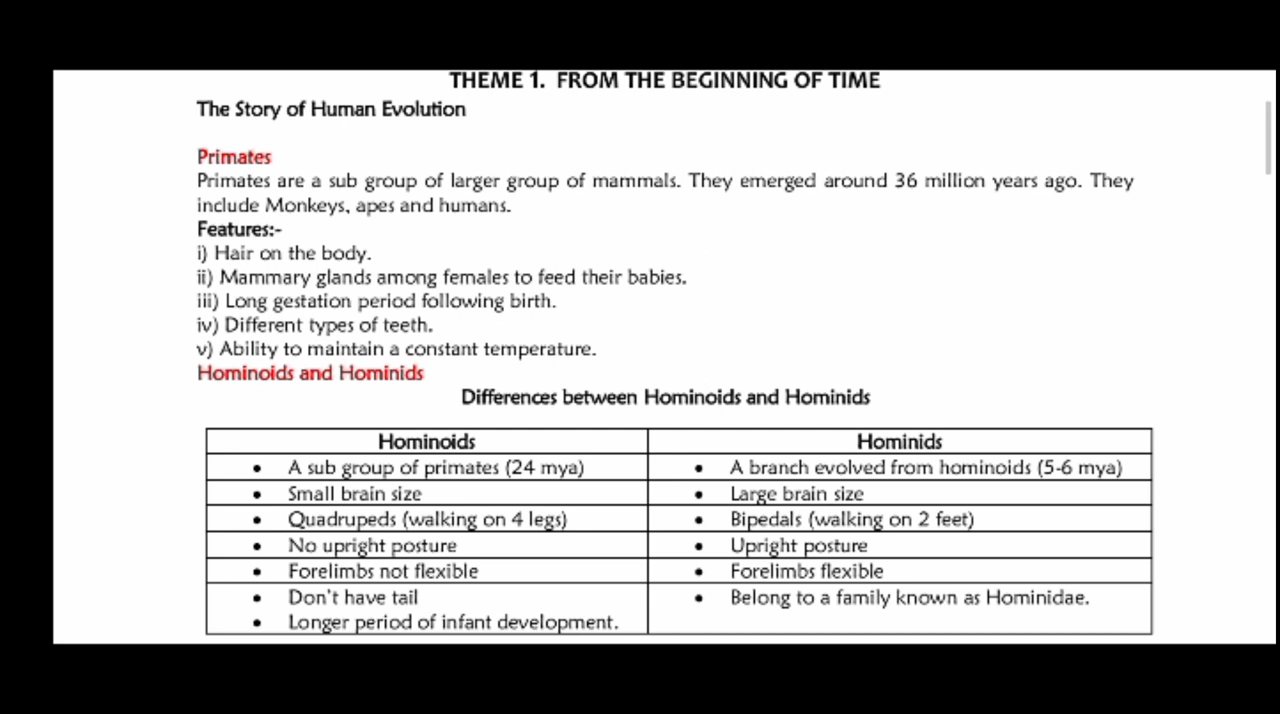 THEME 1. FROM THE BEGINNING OF TIME
The Story of Human Evolution
Primates
Primates are a sub group of larger group of mammals. They emerged around 36 million years ago. They
include Monkeys, apes and humans.
Features:-
i) Hair on the body.
ii) Mammary glands among females to feed their babies.
iii) Long gestation period following birth.
iv) Different types of teeth.
v) Ability to maintain a constant temperature.
Hominoids and Hominids
Differences between Hominoids and Hominids
Hominoids Hominids
• A sub group of primates (24 mya) • A branch evolved from hominoids (5-6 mya)
• Small brain size • Large brain size
• Quadrupeds (walking on 4 legs) • Bipedals (walking on 2 feet)
• No upright posture • Upright posture
• Forelimbs not flexible • Forelimbs flexible
• Don't have tail • Belong to a family known as Hominidae.
• Longer period of infant development.